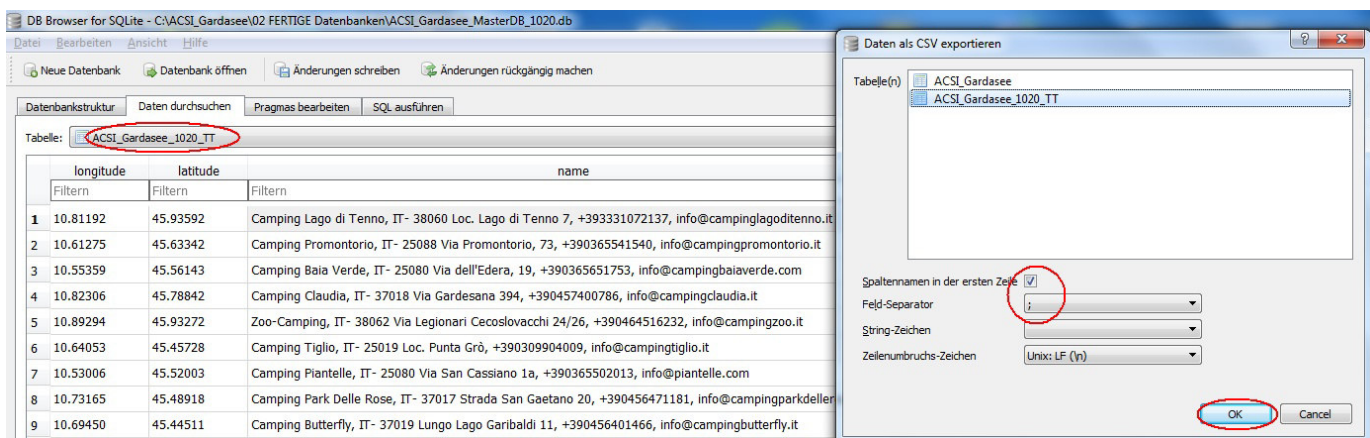 DB Browser for SQLite - C:\ACSI_Gardasee\02 FERTIGE Datenbanken\ACSI_Gardasee_MasterDB_1020.db
Datei Bearbeiten Ansicht Hilfe
Neue Datenbank Datenbank öffnen Änderungen schreiben Änderungen rückgängig machen
Datenbankstruktur Daten durchsuchen Pragmas bearbeiten SQL ausführen
Tabelle: ACSI_Gardasee_1020_TT
longitude latitude name
Filtern Filtern Filtern
1 10.81192 45.93592 Camping Lago di Tenno, IT- 38060 Loc. Lago di Tenno 7, +393331072137, info@campinglagoditenno.it
2 10.61275 45.63342 Camping Promontorio, IT- 25088 Via Promontorio, 73, +390365541540, info@campingpromontorio.it
3 10.55359 45.56143 Camping Baia Verde, IT- 25080 Via dell'Edera, 19, +390365651753, info@campingbaiaverde.com
4 10.82306 45.78842 Camping Claudia, IT- 37018 Via Gardesana 394, +390457400786, info@campingclaudia.it
5 10.89294 45.93272 Zoo-Camping, IT- 38062 Via Legionari Cecoslovacchi 24/26, +390464516232, info@campingzoo.it
6 10.64053 45.45728 Camping Tiglio, IT- 25019 Loc. Punta Grò, +390309904009, info@campingtiglio.it
7 10.53006 45.52003 Camping Piantelle, IT- 25080 Via San Cassiano 1a, +390365502013, info@piantelle.com
8 10.73165 45.48918 Camping Park Delle Rose, IT- 37017 Strada San Gaetano 20, +390456471181, info@campingparkdeller
9 10.69450 45.44511 Camping Butterfly, IT- 37019 Lungo Lago Garibaldi 11, +390456401466, info@campingbutterfly.it
Daten als CSV exportieren
Tabelle(n) ACSI_Gardasee
ACSI_Gardasee_1020_TT
Spaltennamen in der ersten Zeile
Feld-Separator ;
String-Zeichen
Zeilenumbruchs-Zeichen Unix: LF (\n)
OK Cancel